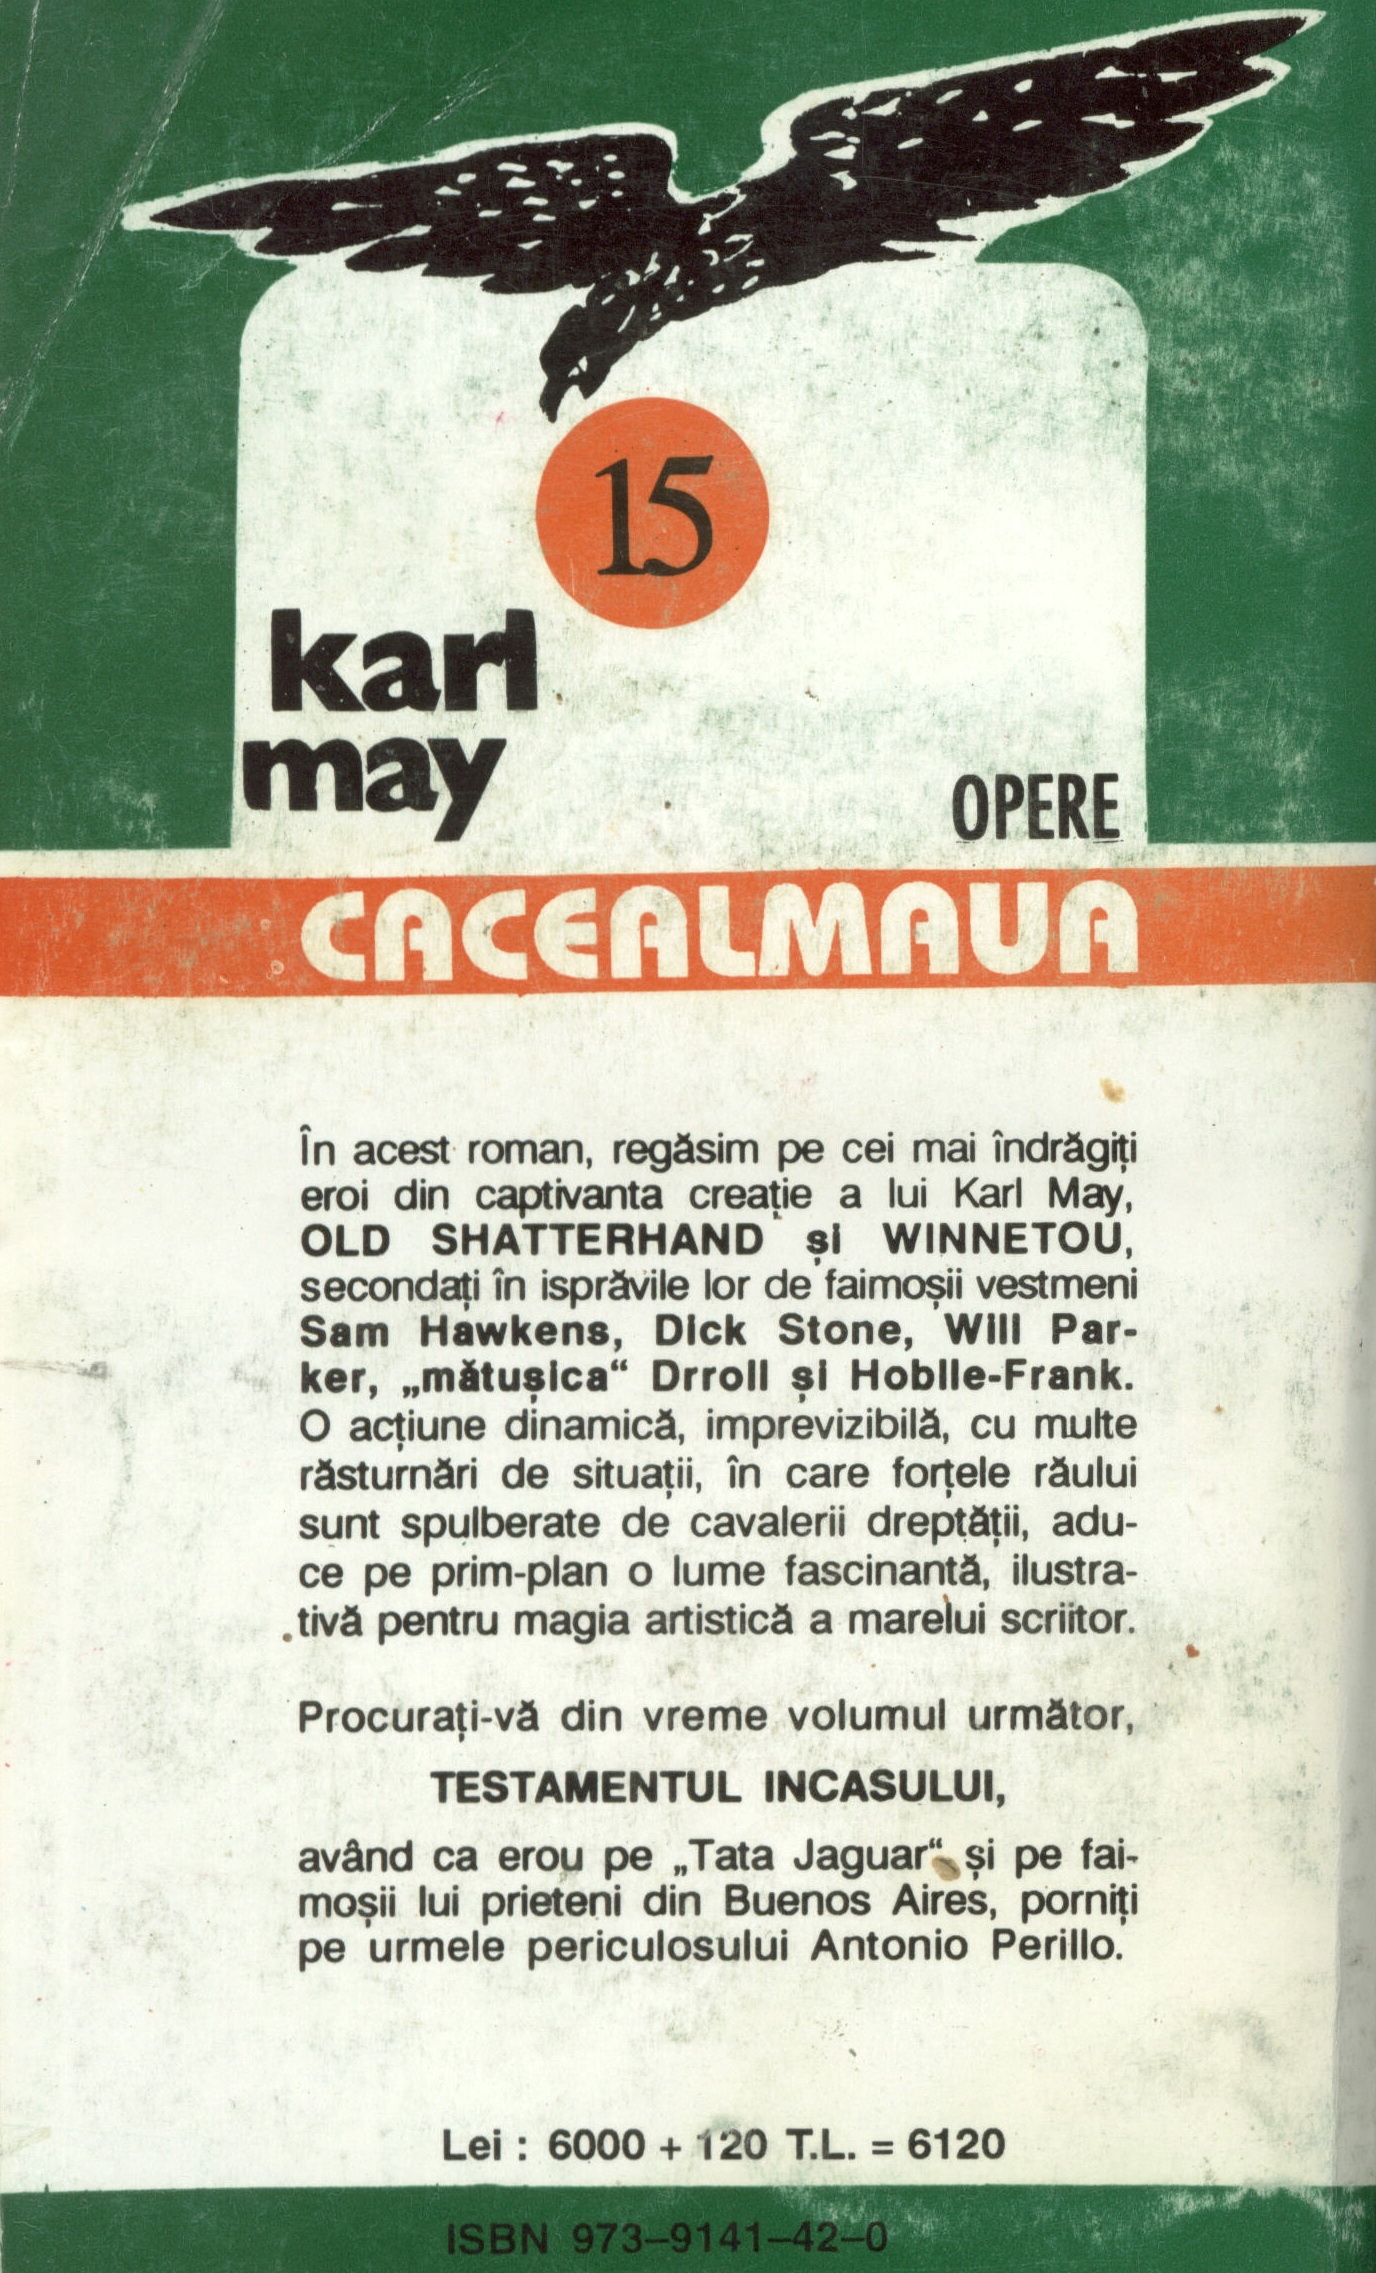 15
karl
may
OPERE
CACEALMAUA
În acest roman, regăsim pe cei mai îndrăgiți
eroi din captivanta creație a lui Karl May,
OLD SHATTERHAND și WINNETOU,
secondați în isprăvile lor de faimoșii vestmeni
Sam Hawkens, Dick Stone, Will Par-
ker, „mătușica“ Drroll și Hoblle-Frank.
O acțiune dinamică, imprevizibilă, cu multe
răsturnări de situații, în care forțele răului
sunt spulberate de cavalerii dreptății, adu-
ce pe prim-plan o lume fascinantă, ilustra-
tivă pentru magia artistică a marelui scriitor.
Procurați-vă din vreme volumul următor,
TESTAMENTUL INCASULUI,
având ca erou pe „Tata Jaguar“ și pe fai-
moșii lui prieteni din Buenos Aires, porniți
pe urmele periculosului Antonio Perillo.
Lei : 6000 + 120 T.L. = 6120
ISBN 973–9141–42–0